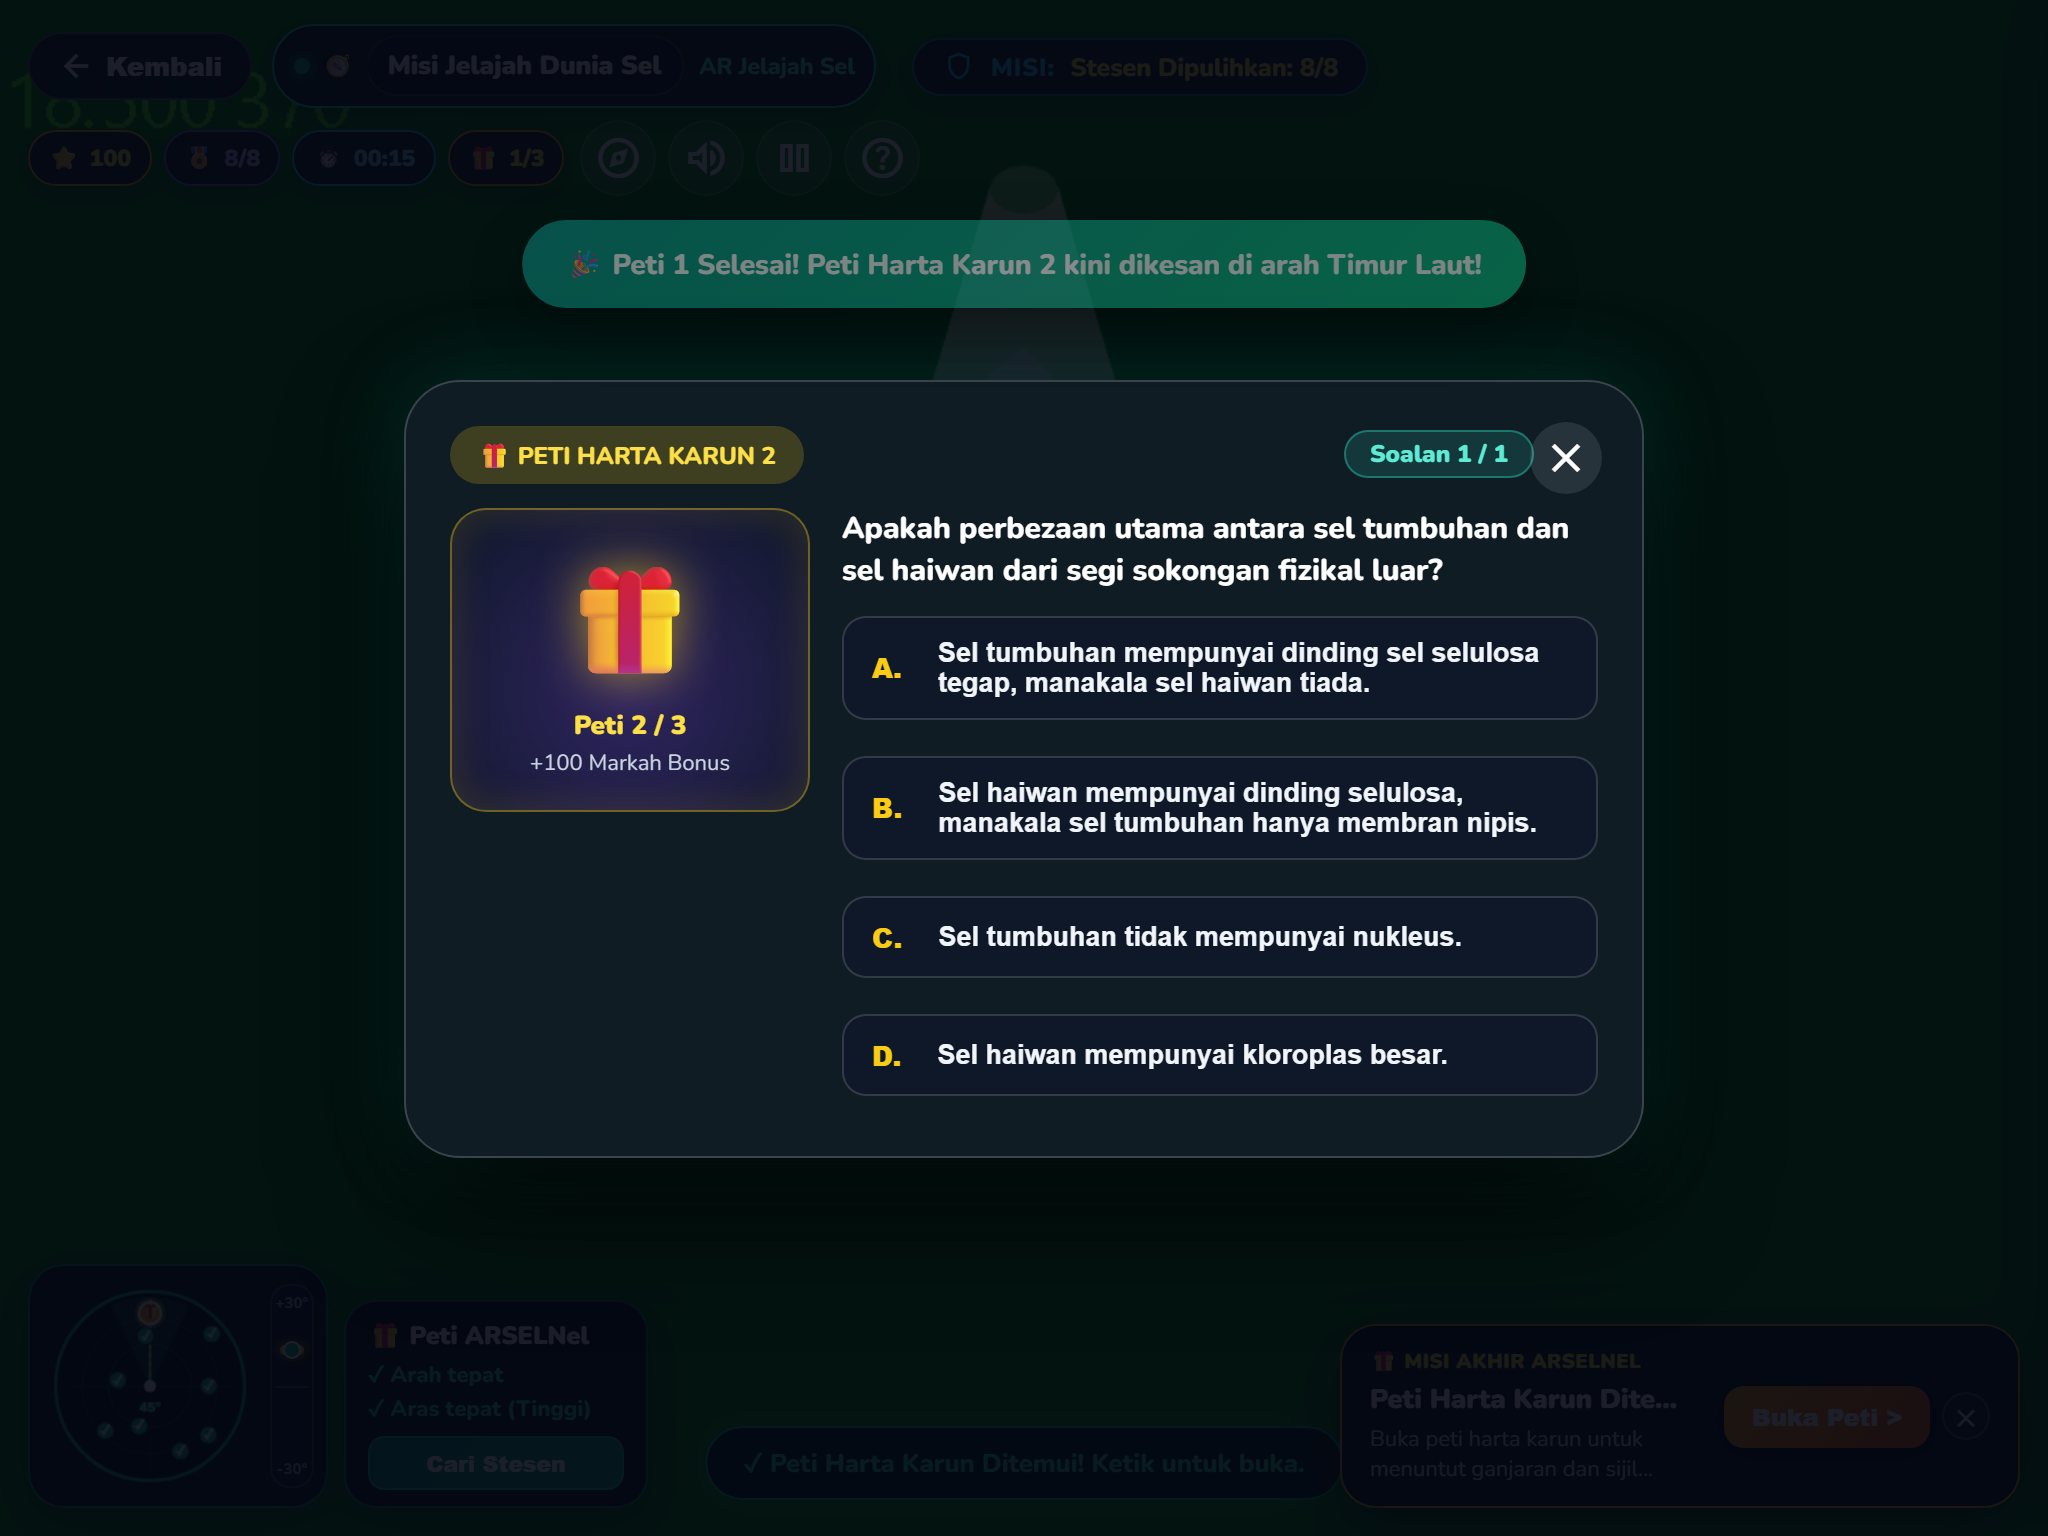 Kembali
Misi Jelajah Dunia Sel
AR Jelajah Sel
MISI: Stesen Dipulihkan: 8/8
100
8/8
00:15
1/3
Peti 1 Selesai! Peti Harta Karun 2 kini dikesan di arah Timur Laut!
PETI HARTA KARUN 2
Soalan 1 / 1
Peti 2 / 3
+100 Markah Bonus
Apakah perbezaan utama antara sel tumbuhan dan
sel haiwan dari segi sokongan fizikal luar?
A. Sel tumbuhan mempunyai dinding sel selulosa
tegap, manakala sel haiwan tiada.
B. Sel haiwan mempunyai dinding selulosa,
manakala sel tumbuhan hanya membran nipis.
C. Sel tumbuhan tidak mempunyai nukleus.
D. Sel haiwan mempunyai kloroplas besar.
45°
+30°
-30°
Peti ARSELNel
✓ Arah tepat
✓ Aras tepat (Tinggi)
Cari Stesen
✓ Peti Harta Karun Ditemui! Ketik untuk buka.
MISI AKHIR ARSELNEL
Peti Harta Karun Dite...
Buka peti harta karun untuk
menuntut ganjaran dan sijil...
Buka Peti >